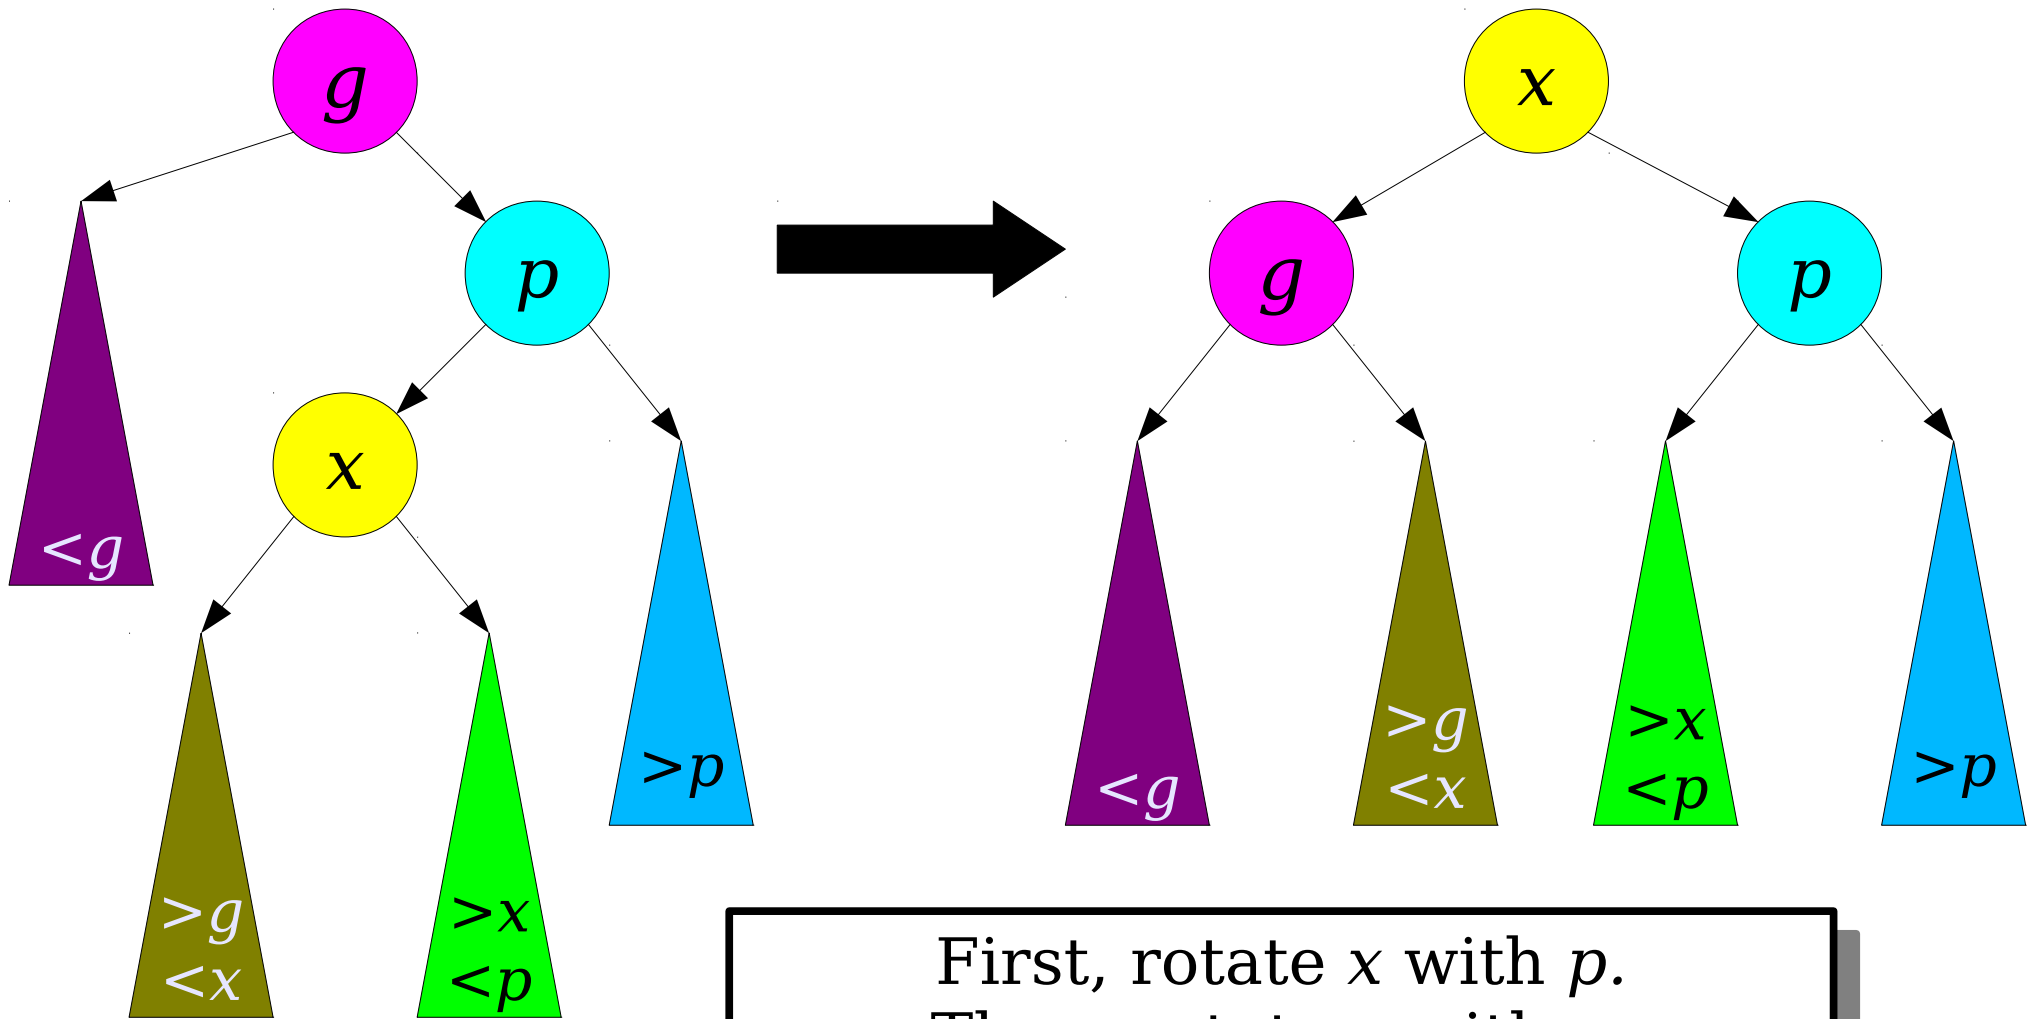 g
x
p
g
p
x
<g
>p
>g
<x
>x
<p
<g
>g
<x
>x
<p
>p
First, rotate x with p.